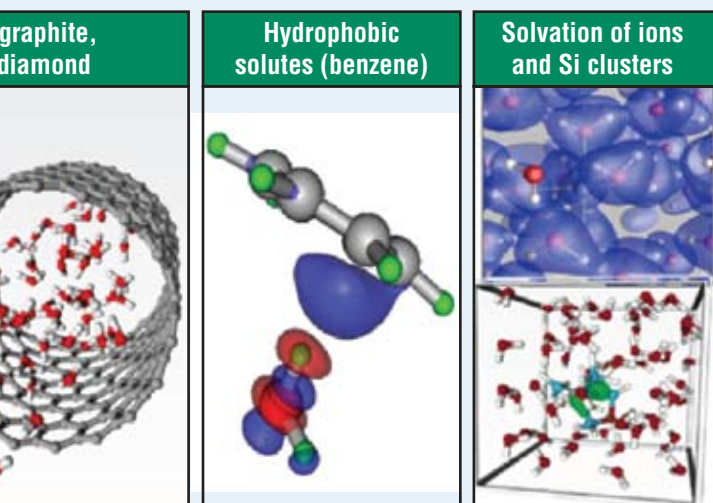 graphite,
diamond
Hydrophobic
solutes (benzene)
Solvation of ions
and Si clusters